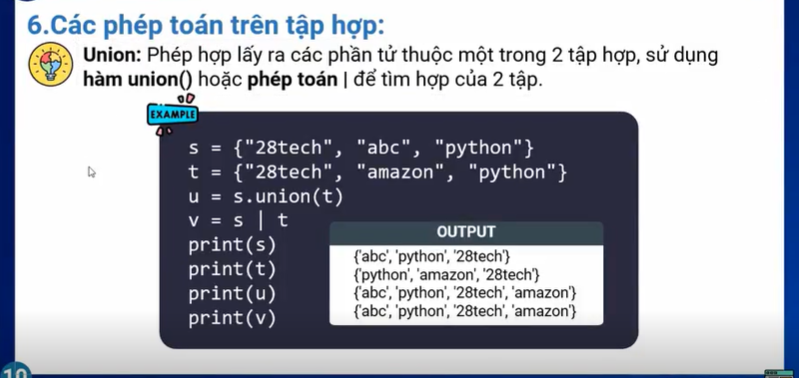 6.Các phép toán trên tập hợp:
Union: Phép hợp lấy ra các phần tử thuộc một trong 2 tập hợp, sử dụng
hàm union() hoặc phép toán | để tìm hợp của 2 tập.
EXAMPLE
s = {"28tech", "abc", "python"}
t = {"28tech", "amazon", "python"}
u = s.union(t)
v = s | t
print(s)
print(t)
print(u)
print(v)
OUTPUT
{'abc', 'python', '28tech'}
{'python', 'amazon', '28tech'}
{'abc', 'python', '28tech', 'amazon'}
{'abc', 'python', '28tech', 'amazon'}
10